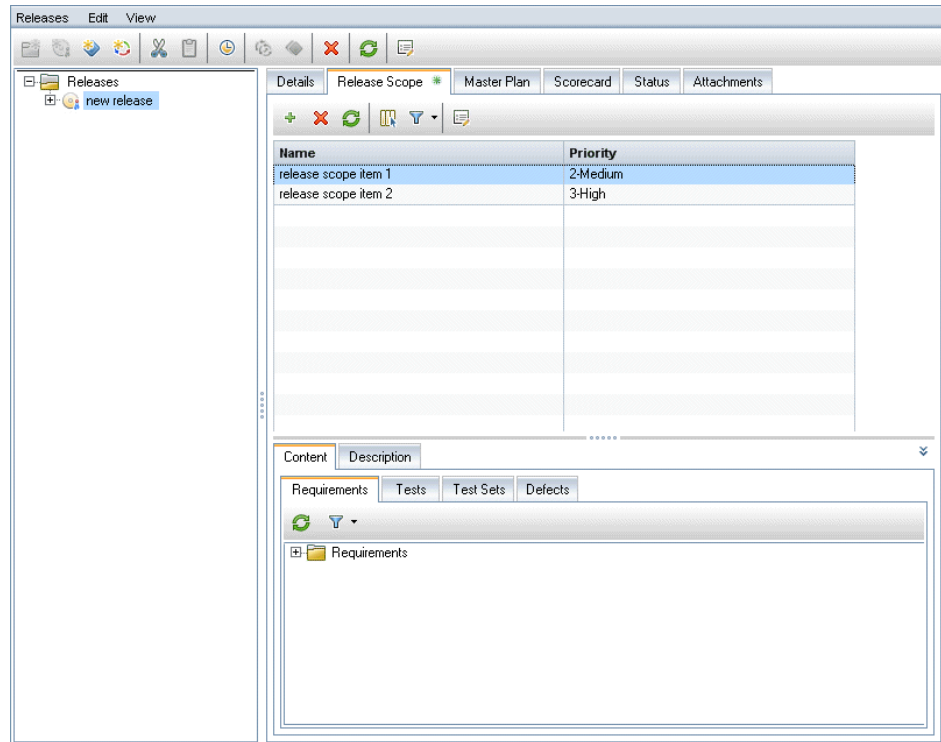 Releases Edit View
Releases
new release
Details Release Scope * Master Plan Scorecard Status Attachments
Name Priority
release scope item 1 2-Medium
release scope item 2 3-High
Content Description
Requirements Tests Test Sets Defects
Requirements